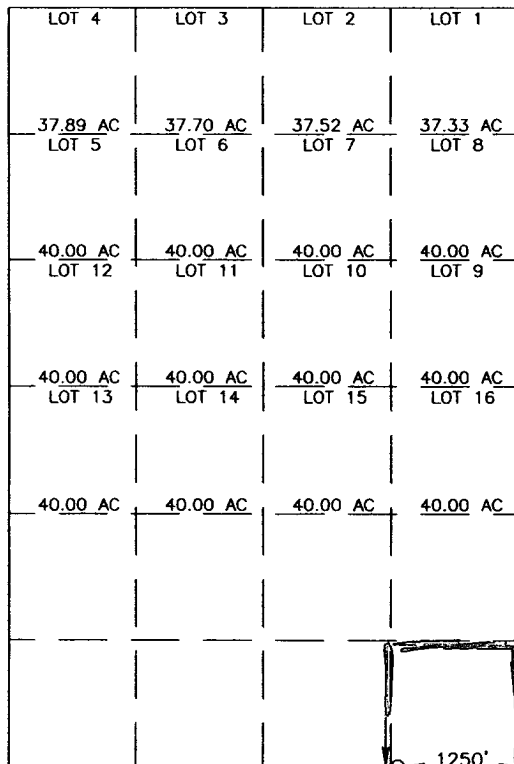 LOT 4 LOT 3 LOT 2 LOT 1
37.89 AC 37.70 AC 37.52 AC 37.33 AC
LOT 5 LOT 6 LOT 7 LOT 8
40.00 AC 40.00 AC 40.00 AC 40.00 AC
LOT 12 LOT 11 LOT 10 LOT 9
40.00 AC 40.00 AC 40.00 AC 40.00 AC
LOT 13 LOT 14 LOT 15 LOT 16
40.00 AC 40.00 AC 40.00 AC 40.00 AC
1250'